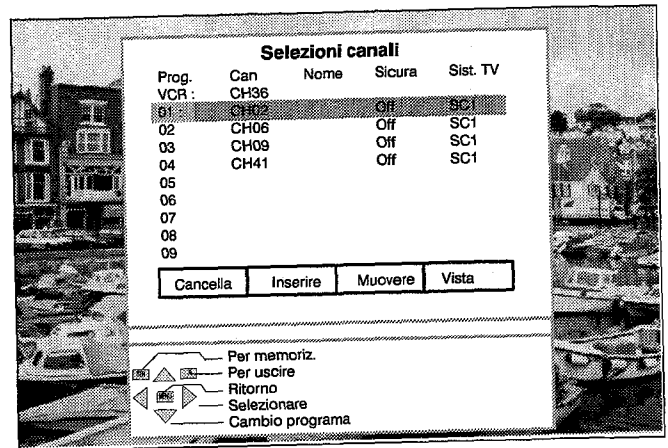 Selezioni canali
Prog. Can Nome Sicura Sist. TV
VCR : CH36
01 : CH02 Off SC1
02 CH06 Off SC1
03 CH09 Off SC1
04 CH41 Off SC1
05
06
07
08
09
Cancella Inserire Muovere Vista
Per memoriz.
Per uscire
Ritorno
Selezionare
Cambio programa